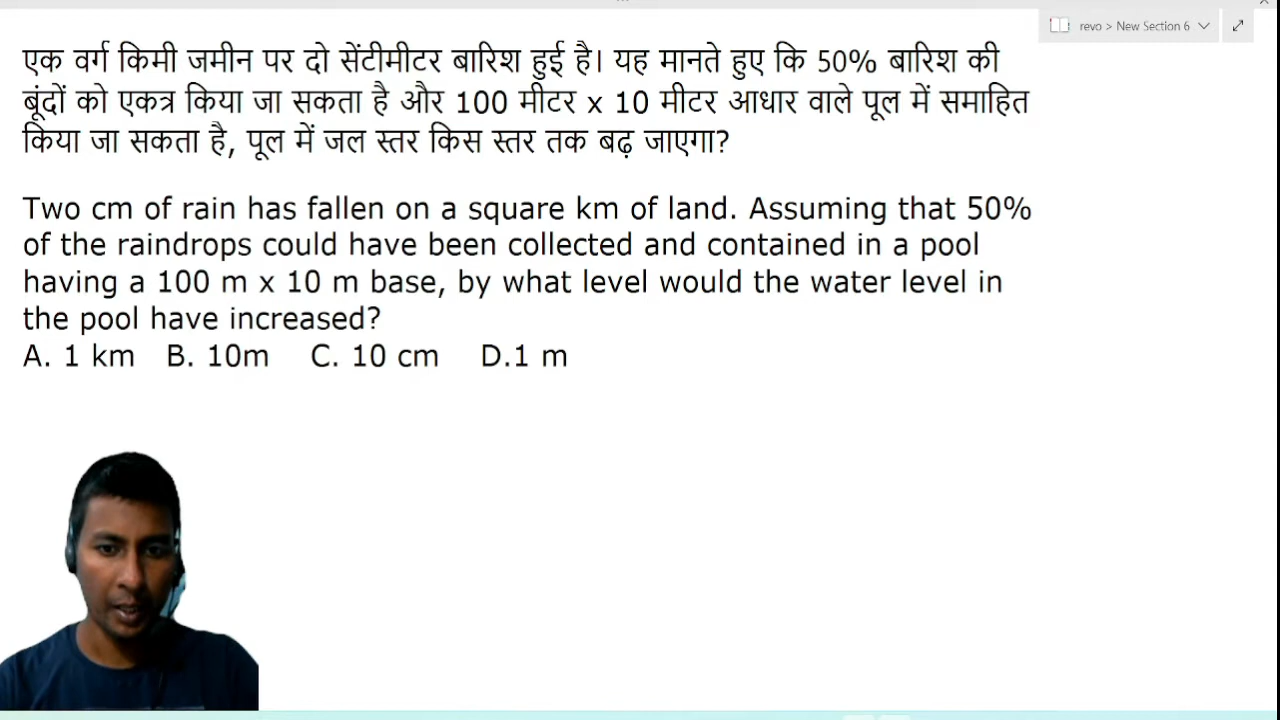 revo > New Section 6
एक वर्ग किमी जमीन पर दो सेंटीमीटर बारिश हुई है। यह मानते हुए कि 50% बारिश की
बूंदों को एकत्र किया जा सकता है और 100 मीटर x 10 मीटर आधार वाले पूल में समाहित
किया जा सकता है, पूल में जल स्तर किस स्तर तक बढ़ जाएगा?
Two cm of rain has fallen on a square km of land. Assuming that 50%
of the raindrops could have been collected and contained in a pool
having a 100 m x 10 m base, by what level would the water level in
the pool have increased?
A. 1 km B. 10m C. 10 cm D.1 m